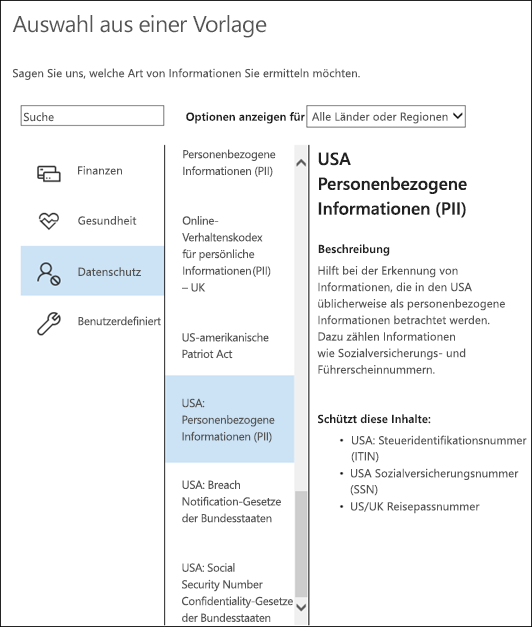 Auswahl aus einer Vorlage
Sagen Sie uns, welche Art von Informationen Sie ermitteln möchten.
Suche
Optionen anzeigen für
Alle Länder oder Regionen
Finanzen
Gesundheit
Datenschutz
Benutzerdefiniert
Personenbezogene
Informationen (PII)
Online-
Verhaltenskodex
für persönliche
Informationen(PII)
– UK
US-amerikanische
Patriot Act
USA:
Personenbezogene
Informationen (PII)
USA: Breach
Notification-Gesetze
der Bundesstaaten
USA: Social
Security Number
Confidentiality-Gesetze
der Bundesstaaten
USA
Personenbezogene
Informationen (PII)
Beschreibung
Hilft bei der Erkennung von
Informationen, die in den USA
üblicherweise als personenbezogene
Informationen betrachtet werden.
Dazu zählen Informationen
wie Sozialversicherungs- und
Führerscheinnummern.
Schützt diese Inhalte:
• USA: Steueridentifikationsnummer
(ITIN)
• USA Sozialversicherungsnummer
(SSN)
• US/UK Reisepassnummer